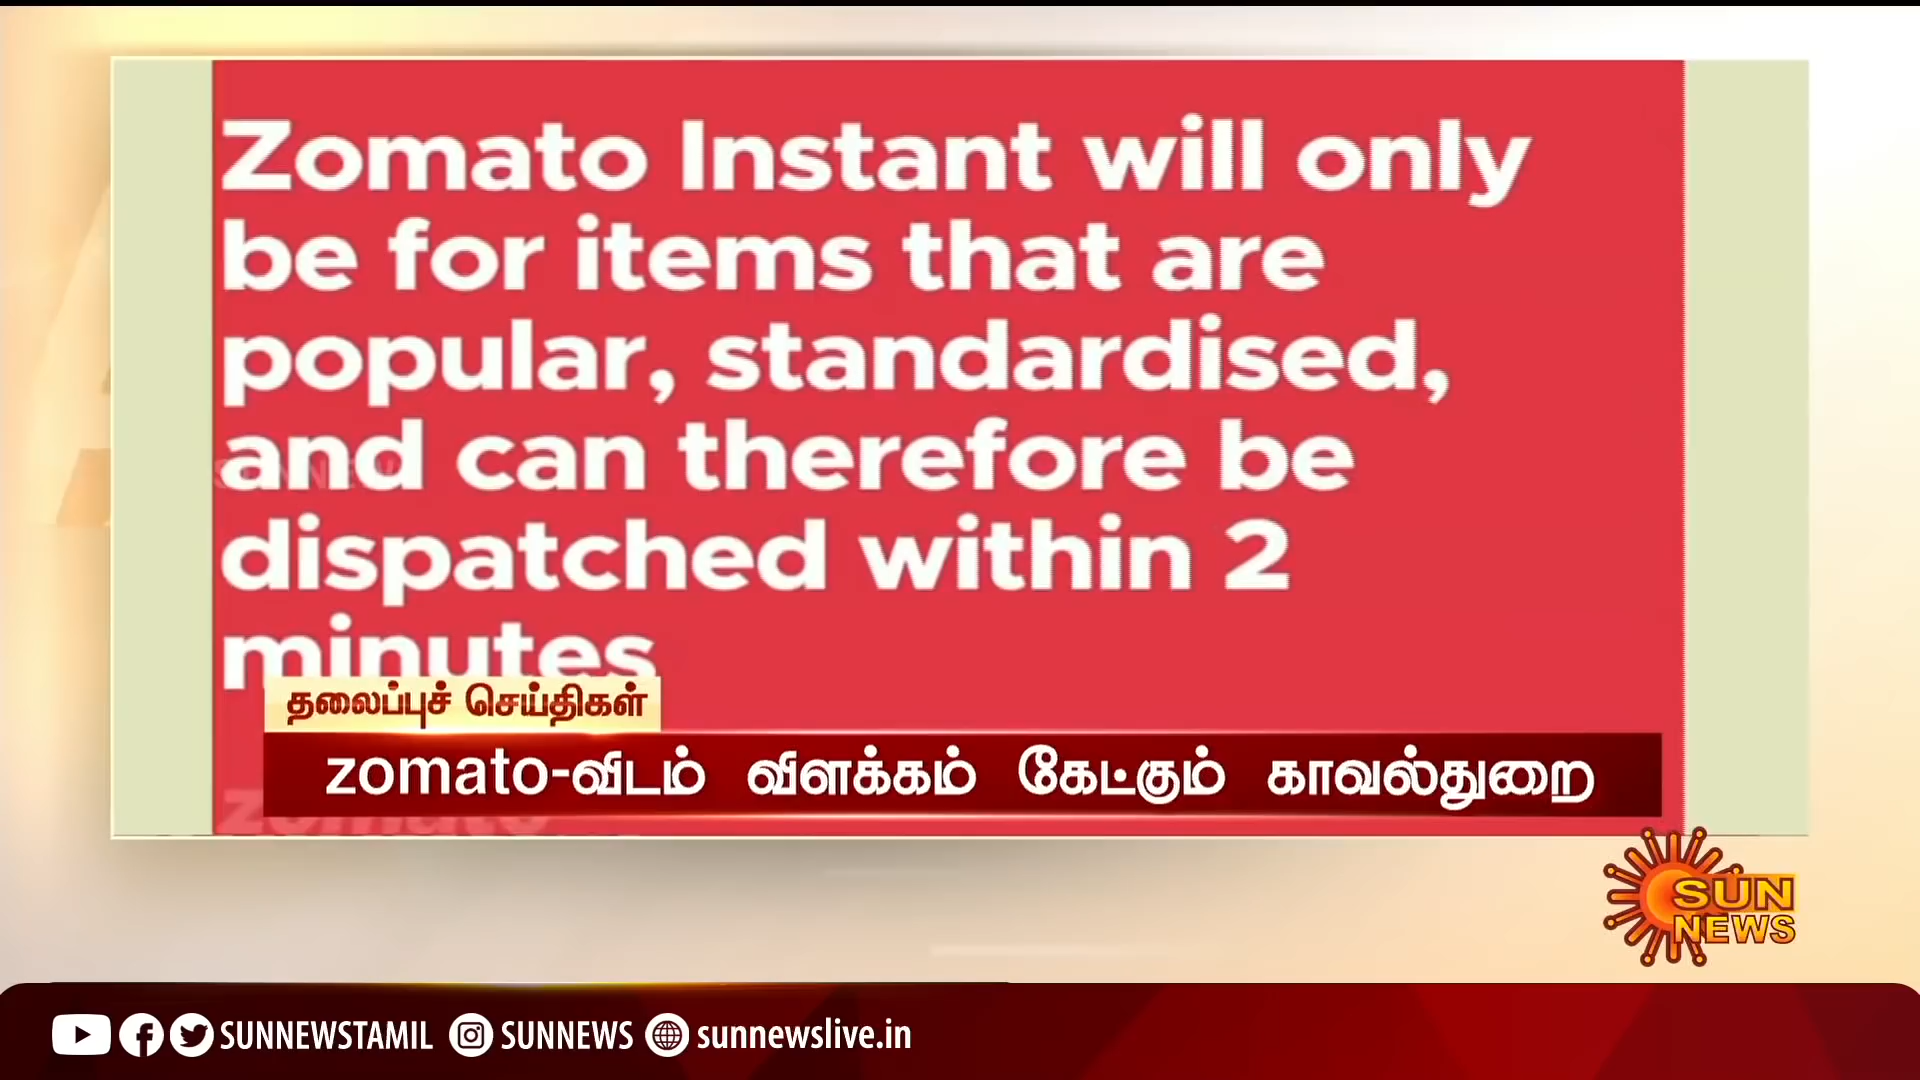 Zomato Instant will only
be for items that are
popular, standardised,
and can therefore be
dispatched within 2
minutes
தலைப்புச் செய்திகள்
zomato-விடம் விளக்கம் கேட்கும் காவல்துறை
zomato
SUN
NEWS
SUNNEWSTAMIL SUNNEWS sunnewslive.in